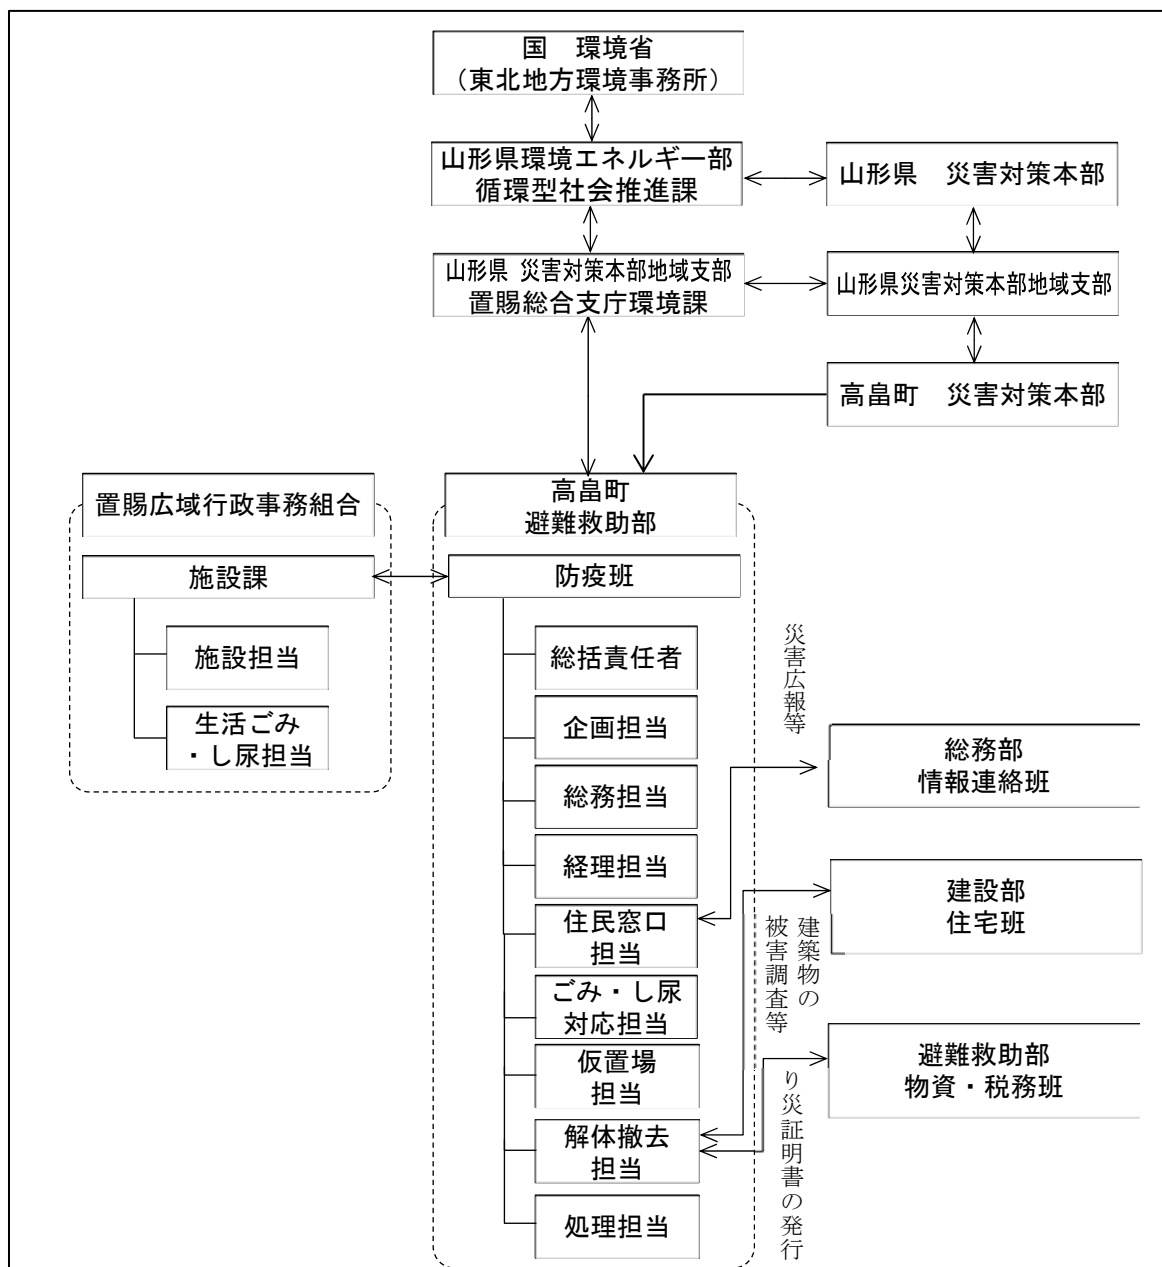 国　環境省
（東北地方環境事務所）
山形県環境エネルギー部
循環型社会推進課
山形県　災害対策本部
山形県 災害対策本部地域支部
置賜総合支庁環境課
山形県災害対策本部地域支部
高畠町　災害対策本部
置賜広域行政事務組合
高畠町
避難救助部
施設課
防疫班
施設担当
生活ごみ
・し尿担当
総括責任者
企画担当
総務担当
経理担当
住民窓口
担当
ごみ・し尿
対応担当
仮置場
担当
解体撤去
担当
処理担当
災害広報等
総務部
情報連絡班
建築物の
被害調査等
建設部
住宅班
り災証明書の発行
避難救助部
物資・税務班